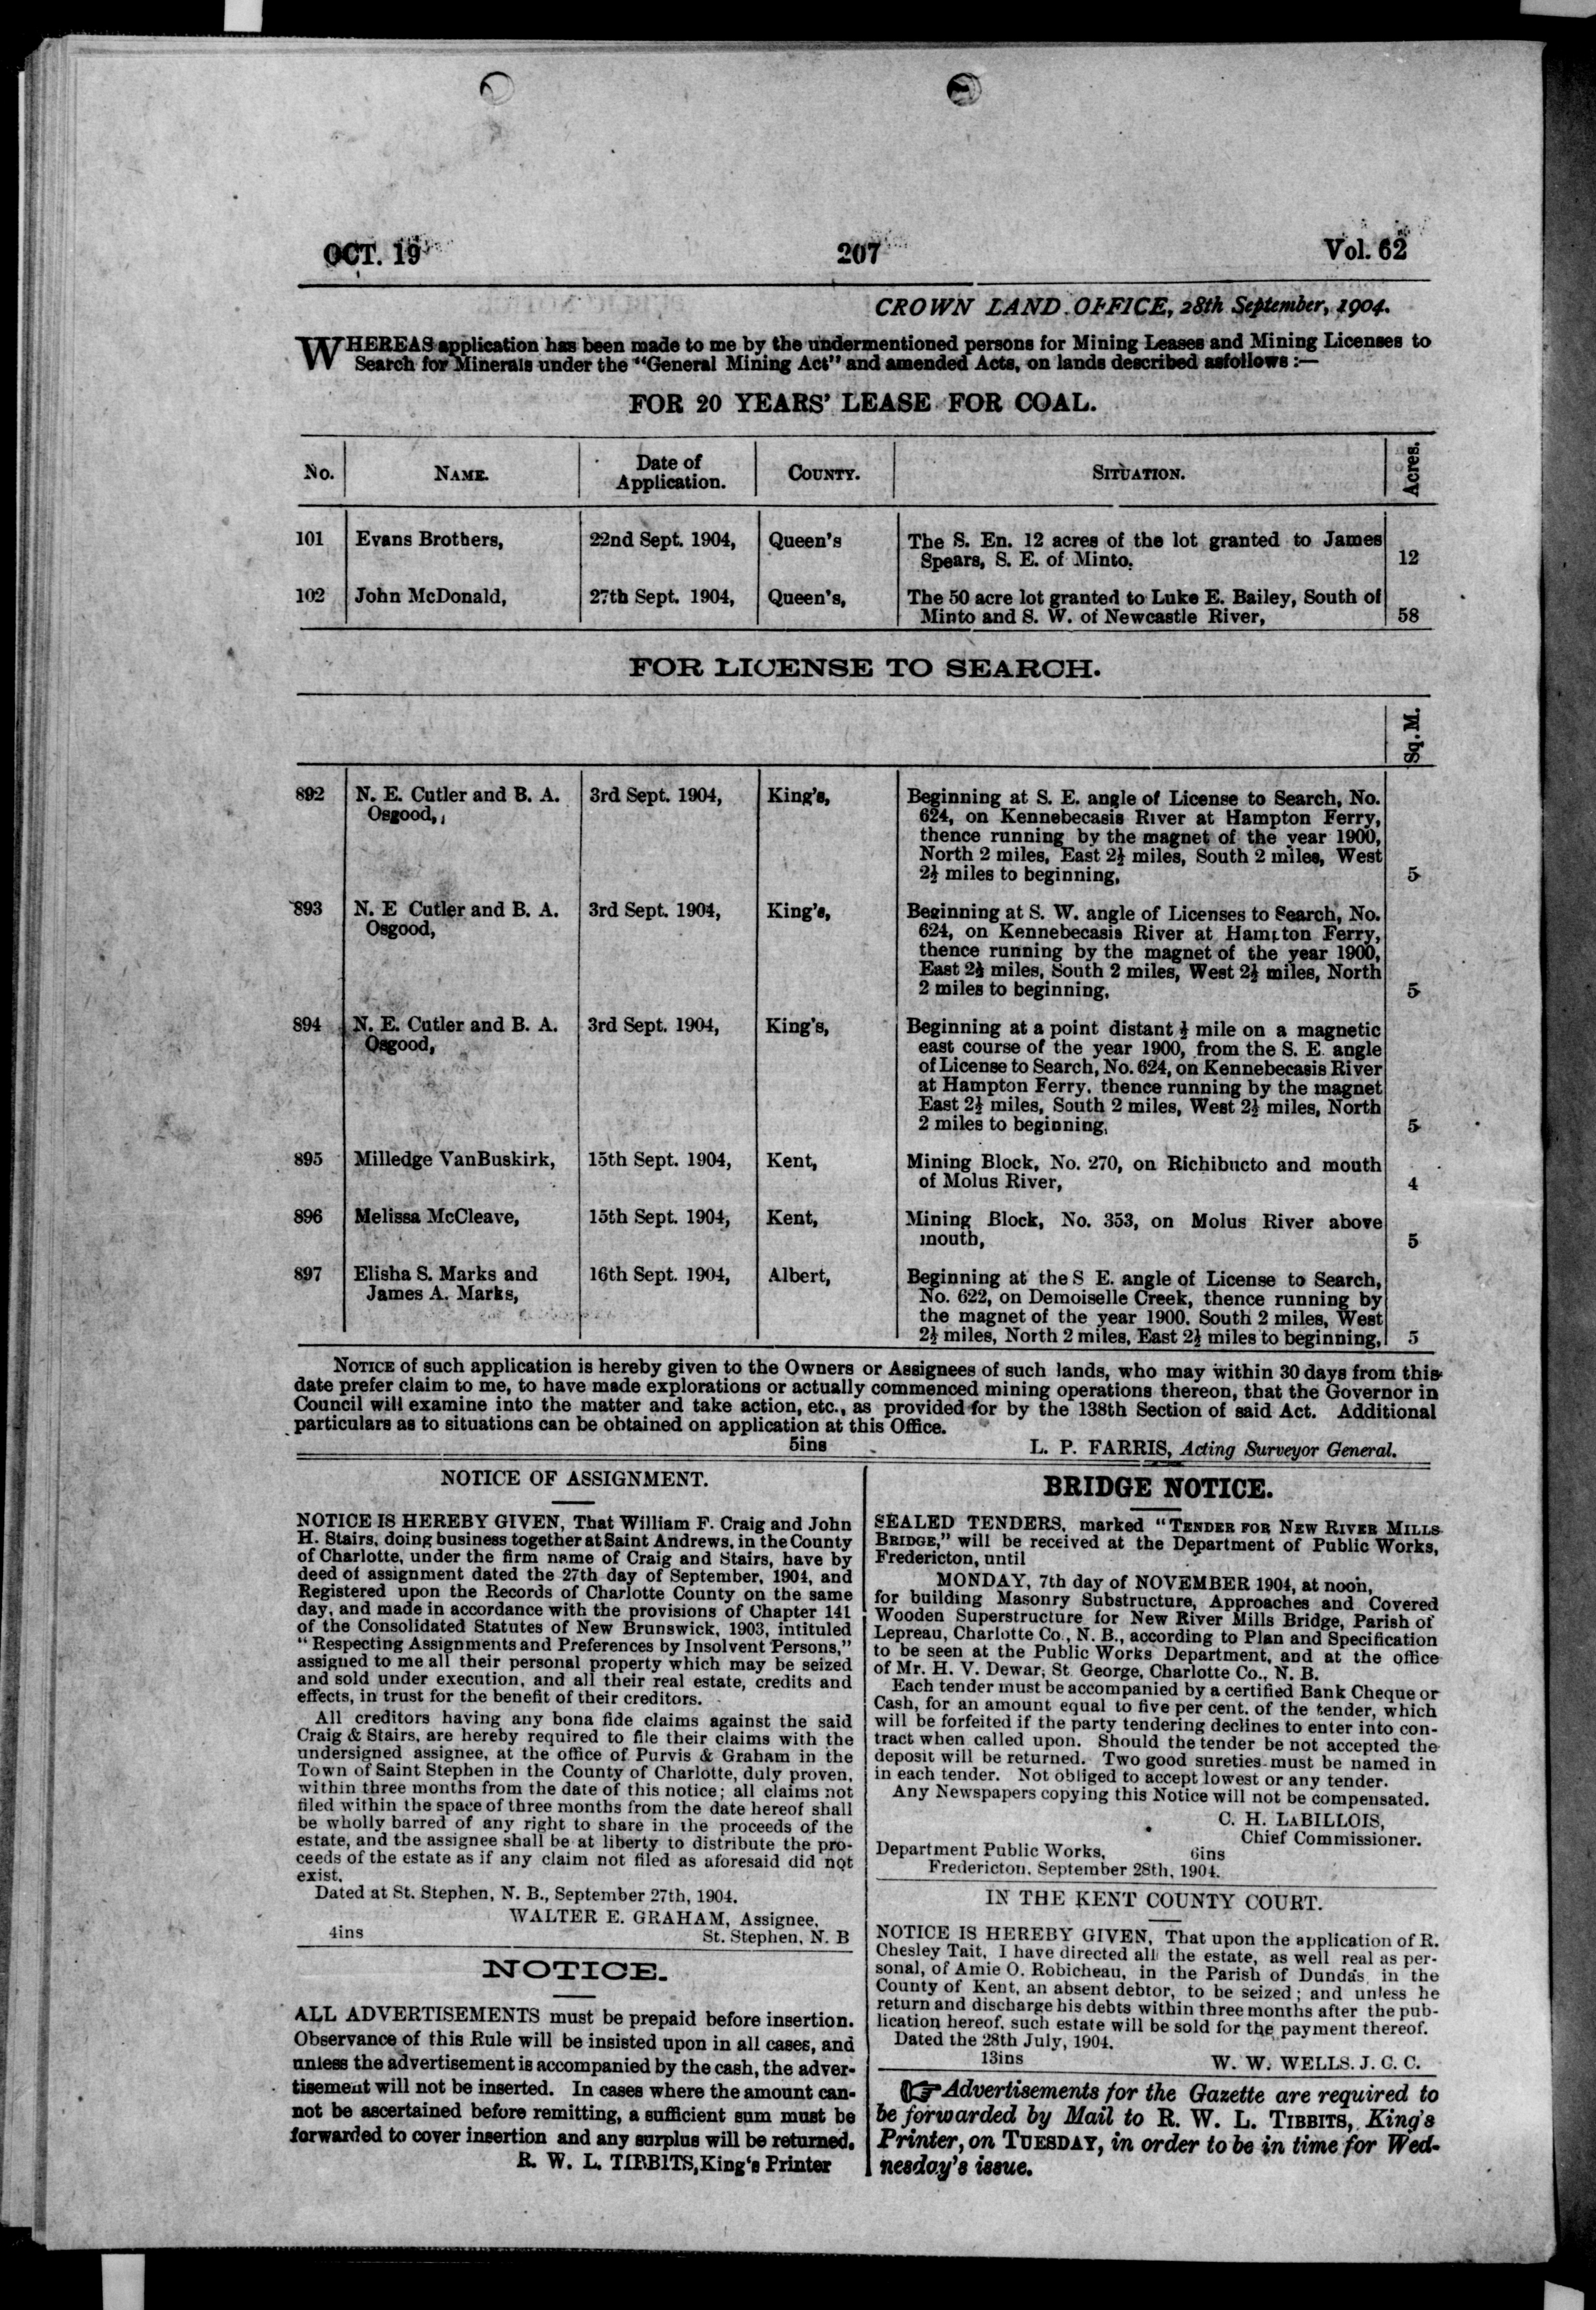 OCT. 19 207 Vol. 62
CROWN LAND OFFICE, 28th September, 1904.
WHEREAS application has been made to me by the undermentioned persons for Mining Leases and Mining Licenses to
Search for Minerals under the "General Mining Act" and amended Acts, on lands described asfollows :—
FOR 20 YEARS' LEASE FOR COAL.
No. NAME. Date of Application. COUNTY. SITUATION. Acres.
101 Evans Brothers, 22nd Sept. 1904, Queen's The S. En. 12 acres of the lot granted to James
Spears, S. E. of Minto. 12
102 John McDonald, 27th Sept. 1904, Queen's, The 50 acre lot granted to Luke E. Bailey, South of
Minto and S. W. of Newcastle River, 58
FOR LICENSE TO SEARCH.
Sq. M.
892 N. E. Cutler and B. A. 3rd Sept. 1904, King's, Beginning at S. E. angle of License to Search, No.
Osgood, 624, on Kennebecasis River at Hampton Ferry,
thence running by the magnet of the year 1900,
North 2 miles, East 2½ miles, South 2 miles, West
2½ miles to beginning, 5
893 N. E Cutler and B. A. 3rd Sept. 1904, King's, Beginning at S. W. angle of Licenses to Search, No.
Osgood, 624, on Kennebecasis River at Hampton Ferry,
thence running by the magnet of the year 1900,
East 2½ miles, South 2 miles, West 2½ miles, North
2 miles to beginning, 5
894 N. E. Cutler and B. A. 3rd Sept. 1904, King's, Beginning at a point distant ½ mile on a magnetic
Osgood, east course of the year 1900, from the S. E. angle
of License to Search, No. 624, on Kennebecasis River
at Hampton Ferry, thence running by the magnet
East 2½ miles, South 2 miles, West 2½ miles, North
2 miles to beginning, 5
895 Milledge VanBuskirk, 15th Sept. 1904, Kent, Mining Block, No. 270, on Richibucto and mouth
of Molus River, 4
896 Melissa McCleave, 15th Sept. 1904, Kent, Mining Block, No. 353, on Molus River above
mouth, 5
897 Elisha S. Marks and 16th Sept. 1904, Albert, Beginning at the S E. angle of License to Search,
James A. Marks, No. 622, on Demoiselle Creek, thence running by
the magnet of the year 1900. South 2 miles, West
2½ miles, North 2 miles, East 2½ miles to beginning, 5
NOTICE of such application is hereby given to the Owners or Assignees of such lands, who may within 30 days from this
date prefer claim to me, to have made explorations or actually commenced mining operations thereon, that the Governor in
Council will examine into the matter and take action, etc., as provided for by the 138th Section of said Act. Additional
particulars as to situations can be obtained on application at this Office.
5ins L. P. FARRIS, Acting Surveyor General.
NOTICE OF ASSIGNMENT.
NOTICE IS HEREBY GIVEN, That William F. Craig and John
H. Stairs, doing business together at Saint Andrews, in the County
of Charlotte, under the firm name of Craig and Stairs, have by
deed of assignment dated the 27th day of September, 1904, and
Registered upon the Records of Charlotte County on the same
day, and made in accordance with the provisions of Chapter 141
of the Consolidated Statutes of New Brunswick, 1903, intituled
"Respecting Assignments and Preferences by Insolvent Persons,"
assigned to me all their personal property which may be seized
and sold under execution, and all their real estate, credits and
effects, in trust for the benefit of their creditors.
All creditors having any bona fide claims against the said
Craig & Stairs, are hereby required to file their claims with the
undersigned assignee, at the office of Purvis & Graham in the
Town of Saint Stephen in the County of Charlotte, duly proven,
within three months from the date of this notice; all claims not
filed within the space of three months from the date hereof shall
be wholly barred of any right to share in the proceeds of the
estate, and the assignee shall be at liberty to distribute the pro-
ceeds of the estate as if any claim not filed as aforesaid did not
exist.
Dated at St. Stephen, N. B., September 27th, 1904.
WALTER E. GRAHAM, Assignee,
4ins St. Stephen, N. B
NOTICE.
ALL ADVERTISEMENTS must be prepaid before insertion.
Observance of this Rule will be insisted upon in all cases, and
unless the advertisement is accompanied by the cash, the adver-
tisement will not be inserted. In cases where the amount can-
not be ascertained before remitting, a sufficient sum must be
forwarded to cover insertion and any surplus will be returned.
R. W. L. TIBBITS, King's Printer
BRIDGE NOTICE.
SEALED TENDERS, marked "TENDER FOR NEW RIVER MILLS
BRIDGE," will be received at the Department of Public Works,
Fredericton, until
MONDAY, 7th day of NOVEMBER 1904, at noon,
for building Masonry Substructure, Approaches and Covered
Wooden Superstructure for New River Mills Bridge, Parish of
Lepreau, Charlotte Co., N. B., according to Plan and Specification
to be seen at the Public Works Department, and at the office
of Mr. H. V. Dewar, St. George, Charlotte Co., N. B.
Each tender must be accompanied by a certified Bank Cheque or
Cash, for an amount equal to five per cent. of the tender, which
will be forfeited if the party tendering declines to enter into con-
tract when called upon. Should the tender be not accepted the
deposit will be returned. Two good sureties must be named in
in each tender. Not obliged to accept lowest or any tender.
Any Newspapers copying this Notice will not be compensated.
C. H. LABILLOIS,
Chief Commissioner.
Department Public Works, 6ins
Fredericton, September 28th, 1904.
IN THE KENT COUNTY COURT.
NOTICE IS HEREBY GIVEN, That upon the application of R.
Chesley Tait, I have directed all the estate, as well real as per-
sonal, of Amie O. Robicheau, in the Parish of Dundas, in the
County of Kent, an absent debtor, to be seized; and unless he
return and discharge his debts within three months after the pub-
lication hereof, such estate will be sold for the payment thereof.
Dated the 28th July, 1904.
13ins W. W. WELLS. J. C. C.
☞ Advertisements for the Gazette are required to
be forwarded by Mail to R. W. L. TIBBITS, King's
Printer, on TUESDAY, in order to be in time for Wed-
nesday's issue.